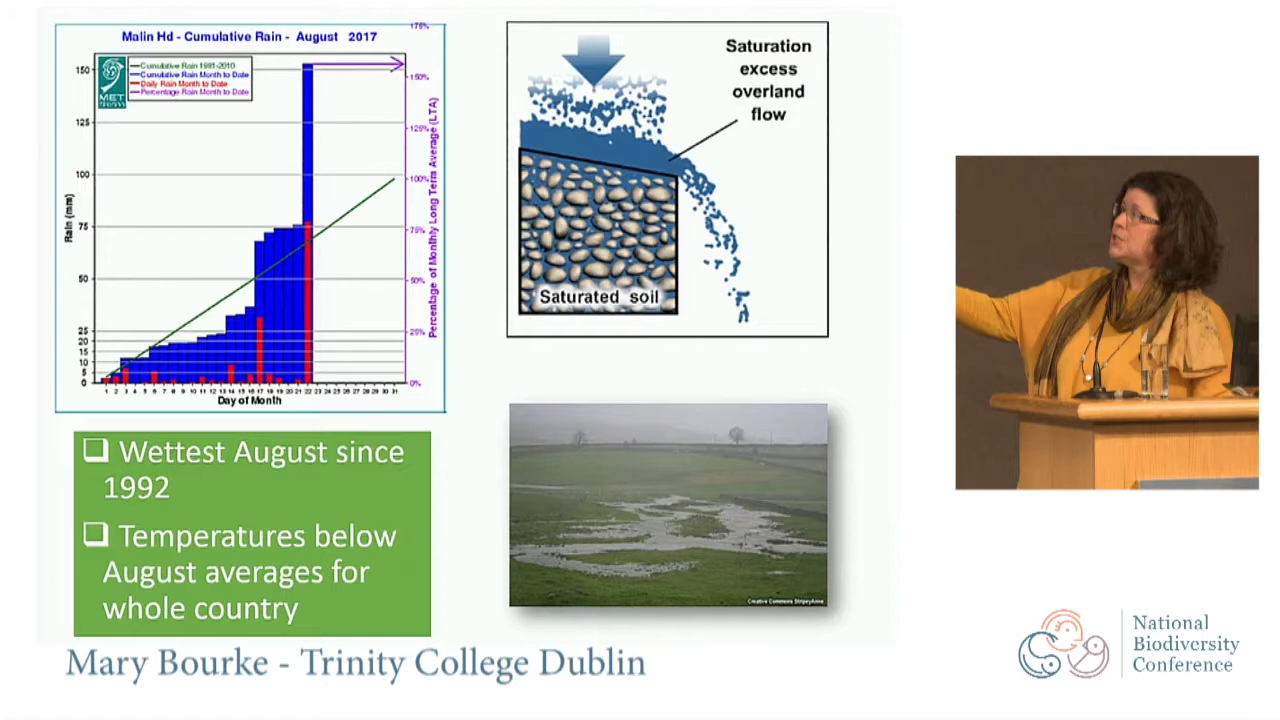 Malin Hd - Cumulative Rain - August 2017
175%
Cumulative Rain 1981-2010
Cumulative Rain Month to Date
Daily Rain Month to Date
Percentage Rain Month to Date
MET
150
125
100
75
50
25
20
15
10
5
0
Rain (mm)
150%
125%
100%
75%
50%
25%
0%
Percentage of Monthly Long Term Average (LTA)
1 2 3 4 5 6 7 8 9 10 11 12 13 14 15 16 17 18 19 20 21 22 23 24 25 26 27 28 29 30 31
Day of Month
Saturation
excess
overland
flow
Saturated soil
Wettest August since
1992
Temperatures below
August averages for
whole country
Creative Commons StripeyAnne
Mary Bourke - Trinity College Dublin
National
Biodiversity
Conference